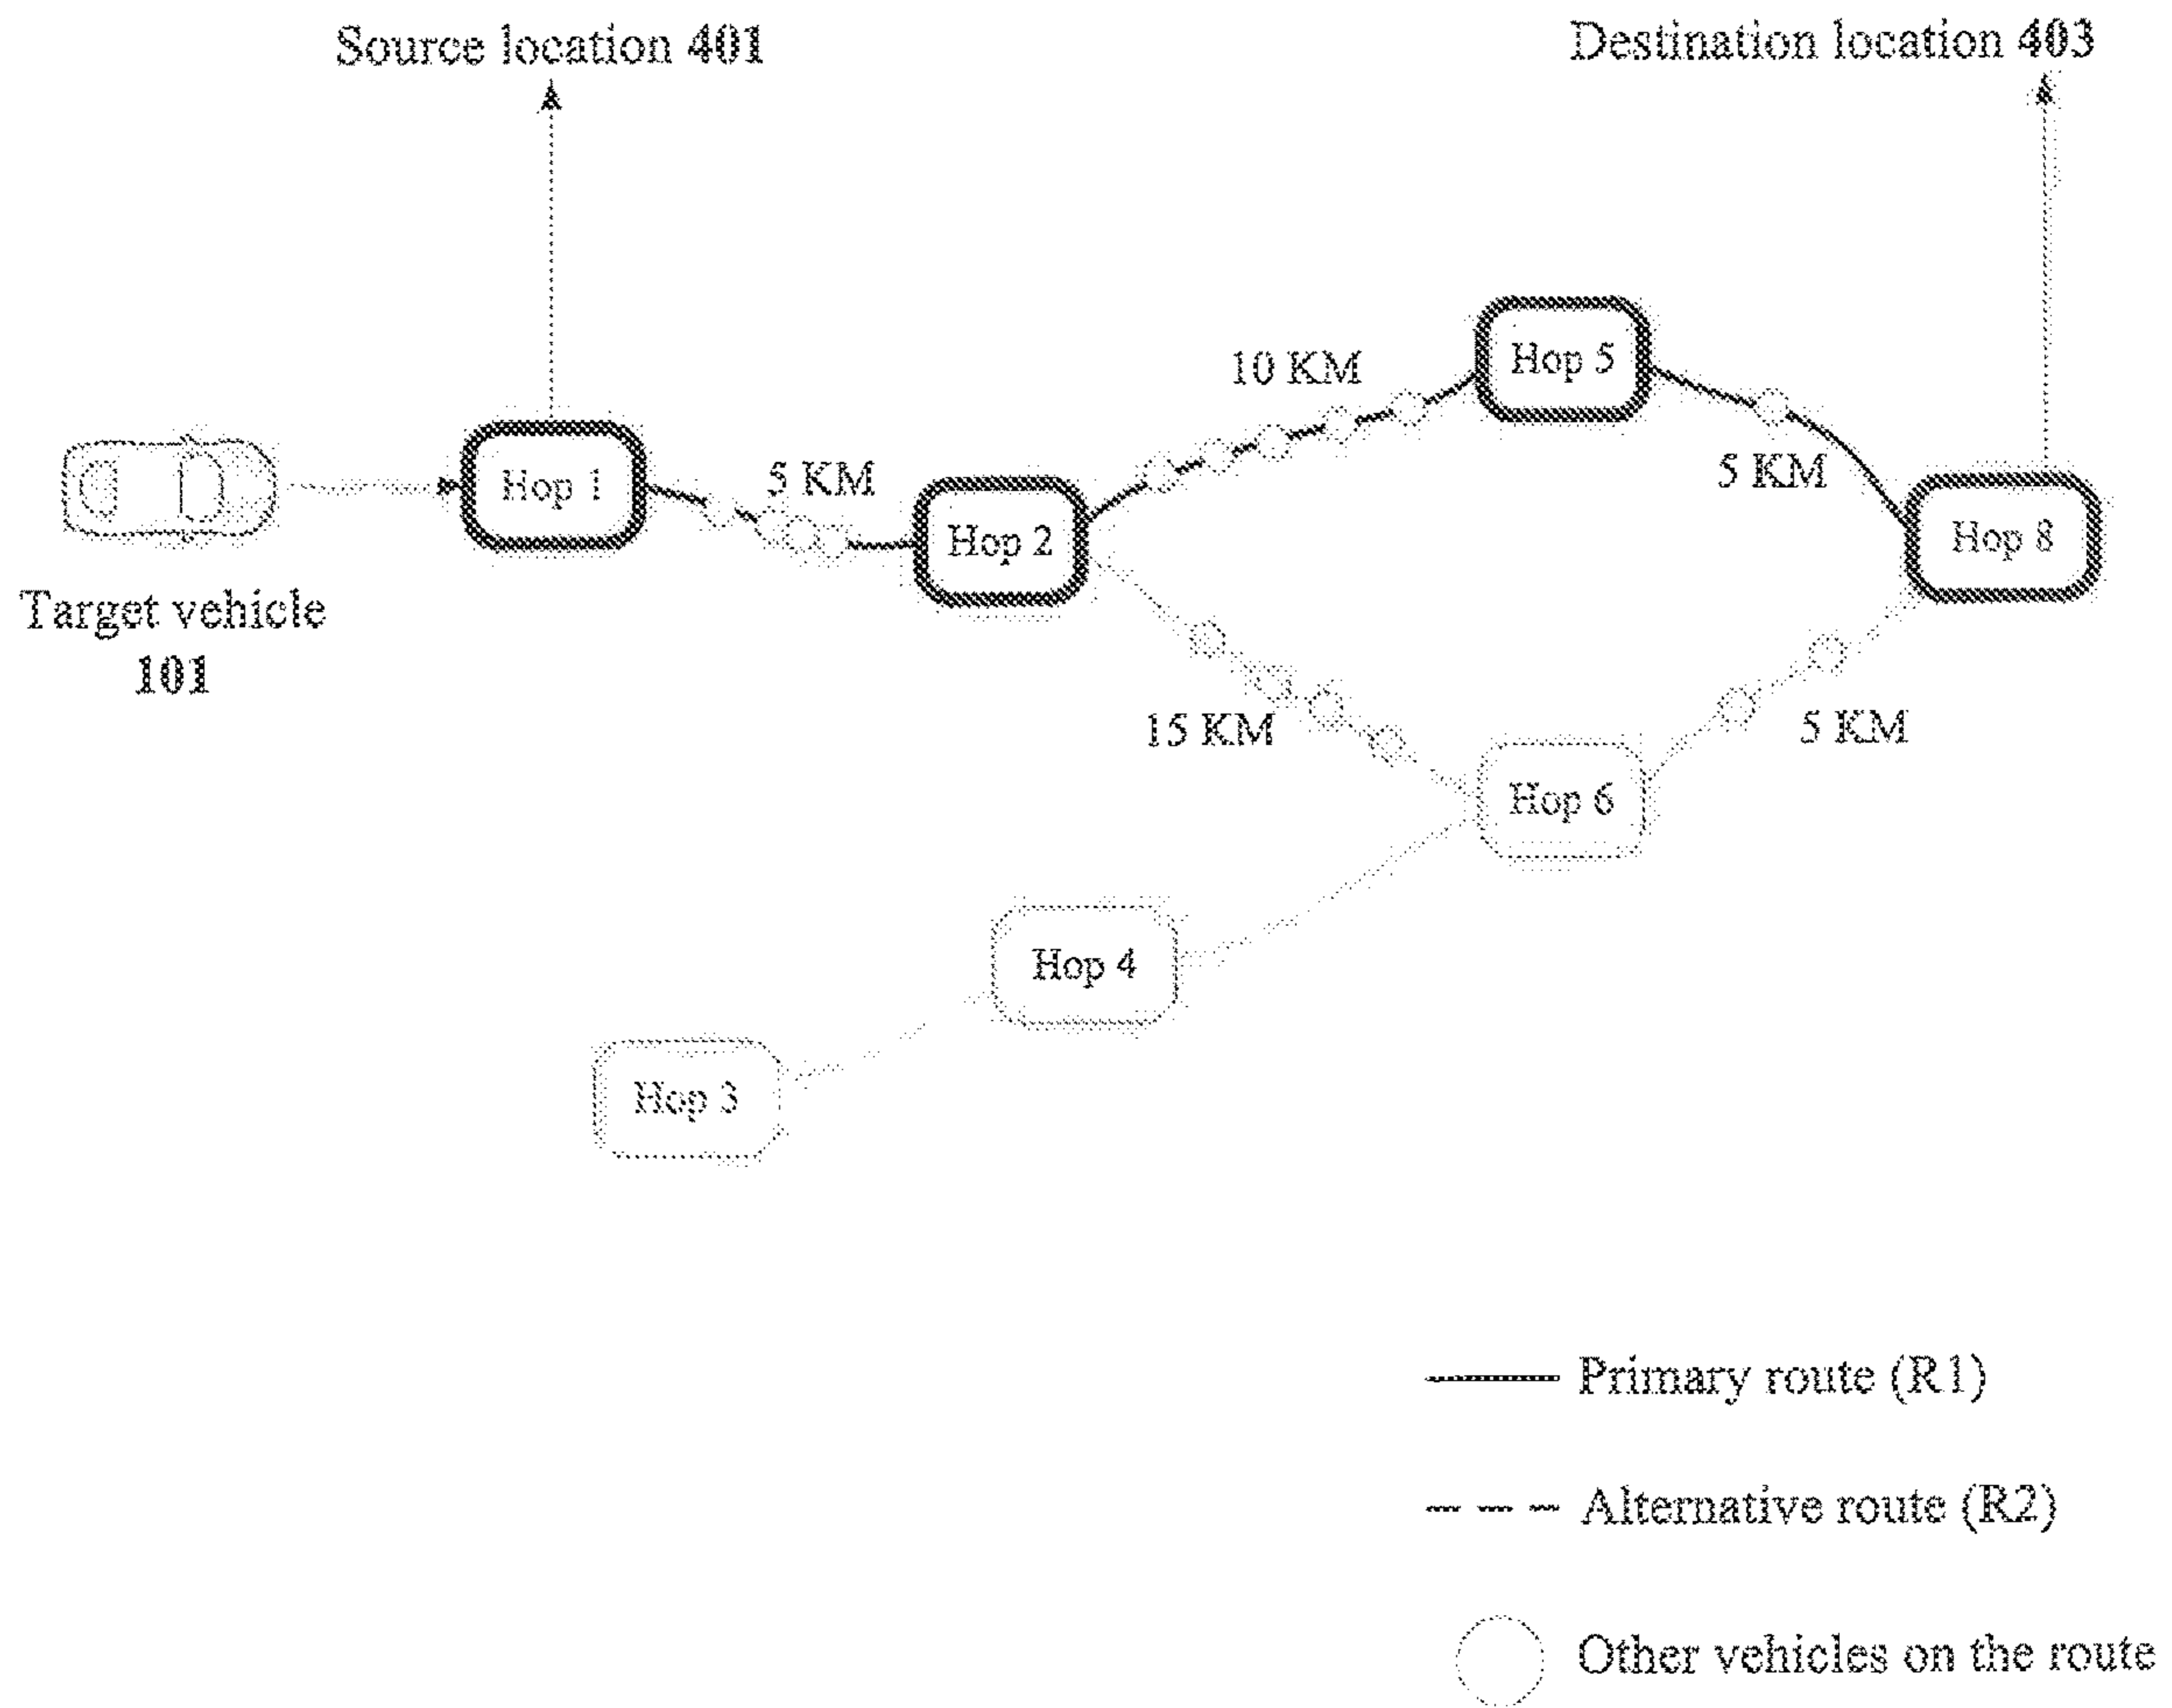 Source location 401
Destination location 403
Hop 5
10 KM
5 KM
Hop 1
5 KM
Hop 2
Hop 8
Target vehicle
101
15 KM
5 KM
Hop 6
Hop 4
Hop 3
Primary route (R1)
Alternative route (R2)
Other vehicles on the route